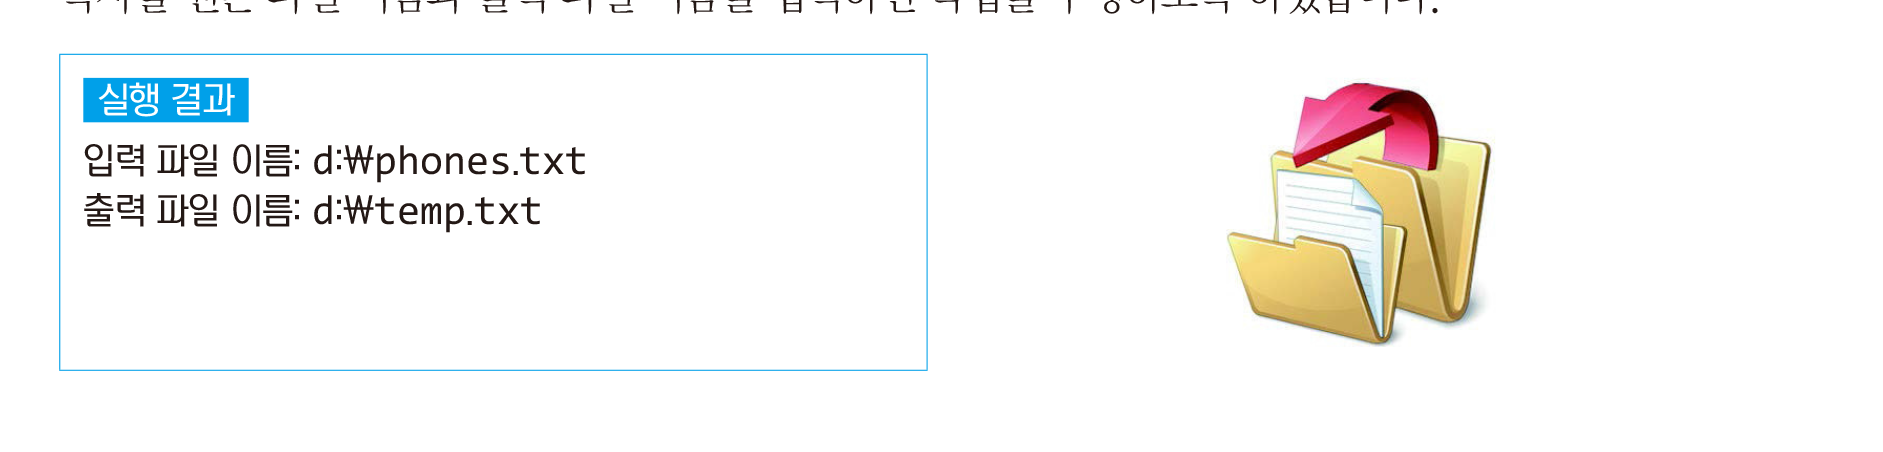 실행 결과
입력 파일 이름: d:₩phones.txt
출력 파일 이름: d:₩temp.txt